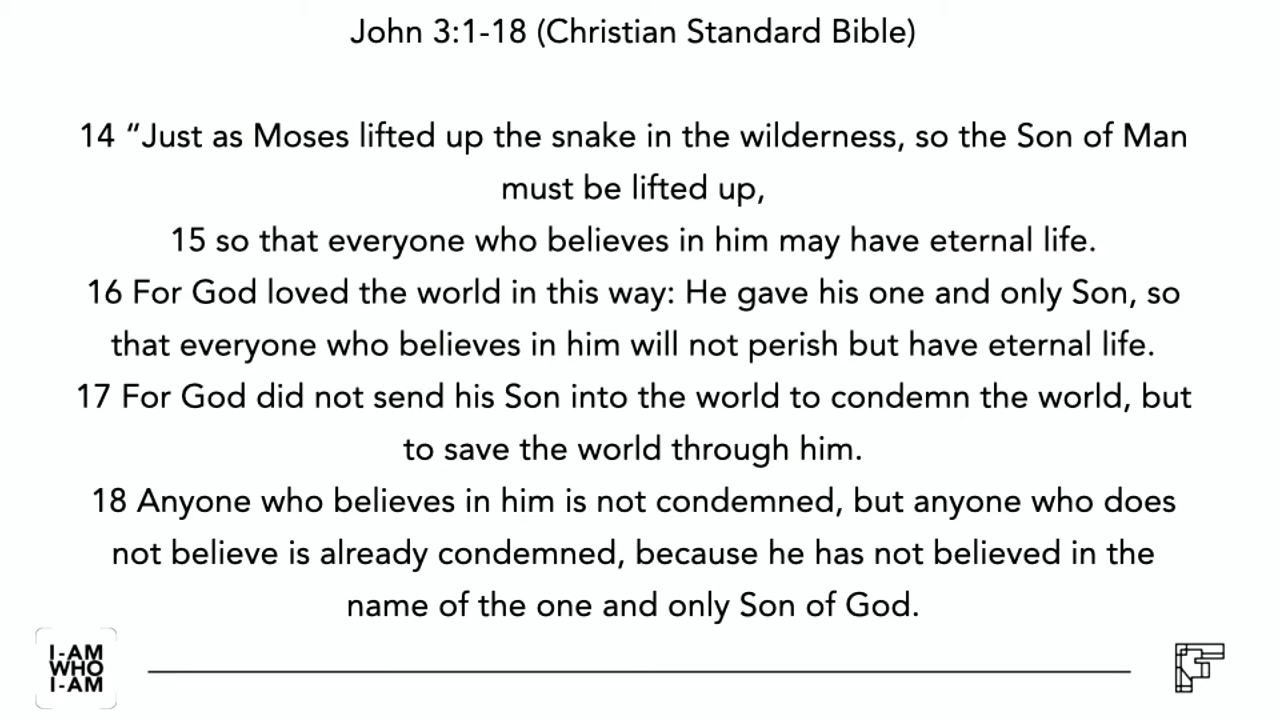 John 3:1-18 (Christian Standard Bible)
14 “Just as Moses lifted up the snake in the wilderness, so the Son of Man
must be lifted up,
15 so that everyone who believes in him may have eternal life.
16 For God loved the world in this way: He gave his one and only Son, so
that everyone who believes in him will not perish but have eternal life.
17 For God did not send his Son into the world to condemn the world, but
to save the world through him.
18 Anyone who believes in him is not condemned, but anyone who does
not believe is already condemned, because he has not believed in the
name of the one and only Son of God.
I-AM
WHO
I-AM
F